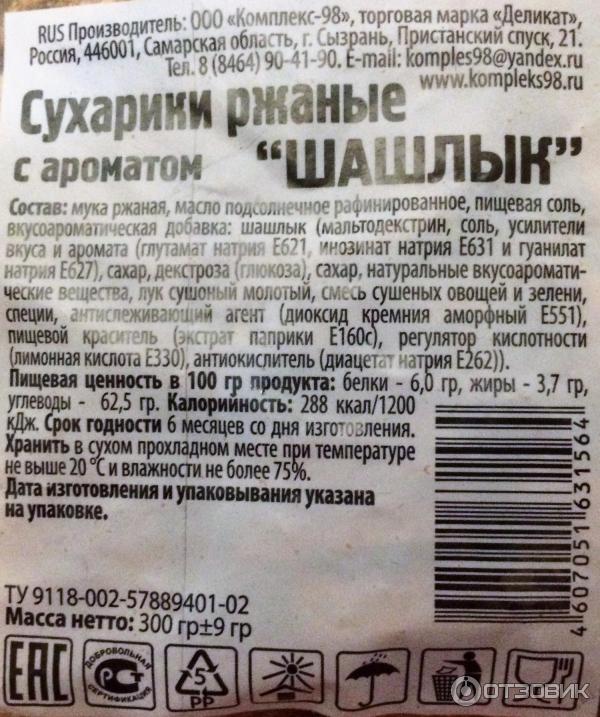 RUS Производитель: ООО «Комплекс-98», торговая марка «Деликат»,
Россия, 446001, Самарская область, г. Сызрань, Пристанский спуск, 21.
Тел. 8 (8464) 90-41-90. E-mail: komples98@yandex.ru
www.kompleks98.ru
Сухарики ржаные
с ароматом “ШАШЛЫК”
Состав: мука ржаная, масло подсолнечное рафинированное, пищевая соль,
вкусоароматическая добавка: шашлык (мальтодекстрин, соль, усилители
вкуса и аромата (глутамат натрия Е621, инозинат натрия Е631 и гуанилат
натрия Е627), сахар, декстроза (глюкоза), сахар, натуральные вкусоаромати-
ческие вещества, лук сушоный молотый, смесь сушеных овощей и зелени,
специи, антислеживающий агент (диоксид кремния аморфный Е551),
пищевой краситель (экстрат паприки Е160с), регулятор кислотности
(лимонная кислота Е330), антиокислитель (диацетат натрия Е262)).
Пищевая ценность в 100 гр продукта: белки - 6,0 гр, жиры - 3,7 гр,
углеводы - 62,5 гр. Калорийность: 288 ккал/1200
кДж. Срок годности 6 месяцев со дня изготовления.
Хранить в сухом прохладном месте при температуре
не выше 20 °С и влажности не более 75%.
Дата изготовления и упаковывания указана
на упаковке.
4607051631564
ТУ 9118-002-57889401-02
Масса нетто: 300 гр±9 гр
ЕАС
ДОБРОВОЛЬНАЯ
СЕРТИФИКАЦИЯ
5
PP
ОТЗОВИК